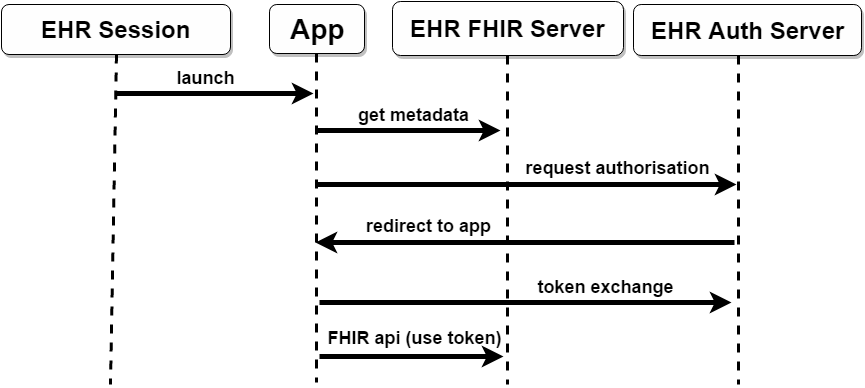 EHR Session
App
EHR FHIR Server
EHR Auth Server
launch
get metadata
request authorisation
redirect to app
token exchange
FHIR api (use token)